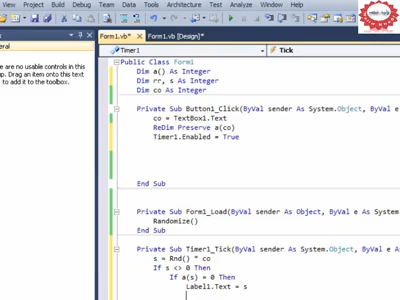 View Project Build Debug Team Data Tools Architecture Test Analyze Window Help
Form1.vb* Form1.vb [Design]*
Timer1 Tick
eral
re are no usable controls in this
p. Drag an item onto this text
to add it to the toolbox.
Public Class Form1
Dim a() As Integer
Dim rr, s As Integer
Dim co As Integer
Private Sub Button1_Click(ByVal sender As System.Object, ByVal e
co = TextBox1.Text
ReDim Preserve a(co)
Timer1.Enabled = True
End Sub
Private Sub Form1_Load(ByVal sender As Object, ByVal e As System.
Randomize()
End Sub
Private Sub Timer1_Tick(ByVal sender As System.Object, ByVal e As
s = Rnd() * co
If s <> 0 Then
If a(s) = 0 Then
Label1.Text = s